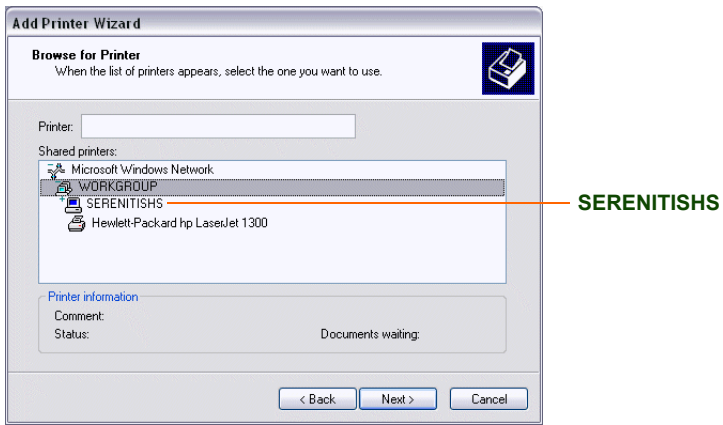 Add Printer Wizard
Browse for Printer
When the list of printers appears, select the one you want to use.
Printer:
Shared printers:
Microsoft Windows Network
WORKGROUP
SERENITISHS
SERENITISHS
Hewlett-Packard hp LaserJet 1300
Printer information
Comment:
Status:
Documents waiting:
< Back
Next >
Cancel